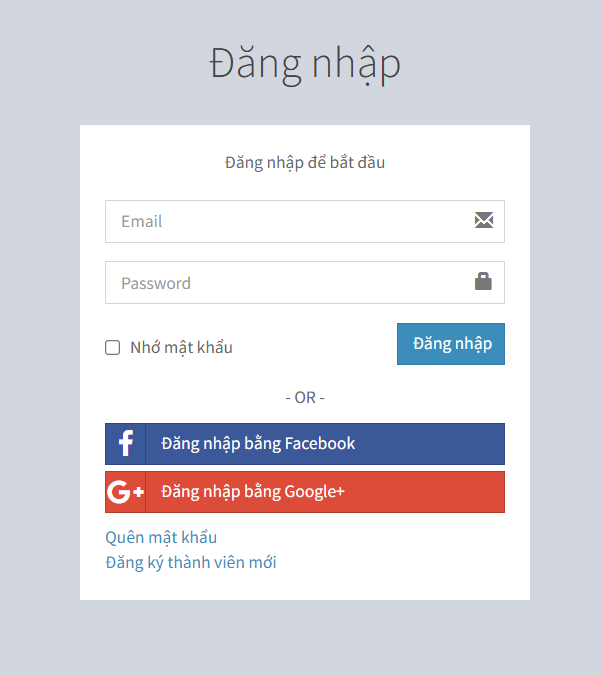 Đăng nhập
Đăng nhập để bắt đầu
Email
Password
Nhớ mật khẩu
Đăng nhập
- OR -
Đăng nhập bằng Facebook
Đăng nhập bằng Google+
Quên mật khẩu
Đăng ký thành viên mới